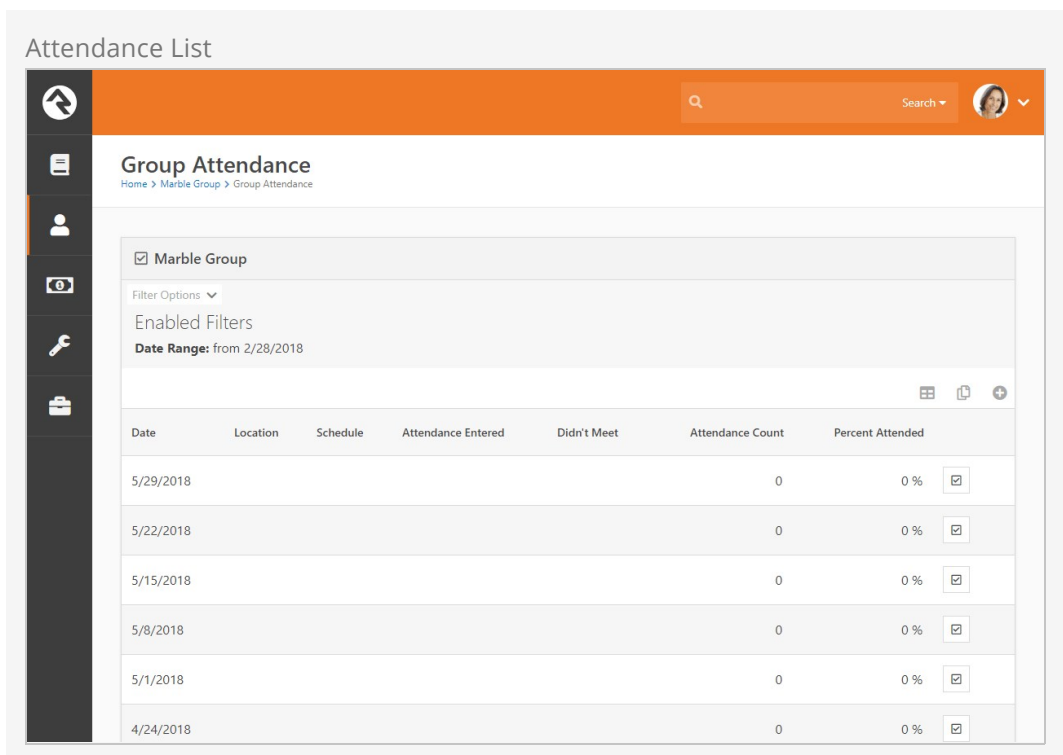 Attendance List
Search
Group Attendance
Home > Marble Group > Group Attendance
Marble Group
Filter Options
Enabled Filters
Date Range: from 2/28/2018
Date Location Schedule Attendance Entered Didn't Meet Attendance Count Percent Attended
5/29/2018 0 0 %
5/22/2018 0 0 %
5/15/2018 0 0 %
5/8/2018 0 0 %
5/1/2018 0 0 %
4/24/2018 0 0 %